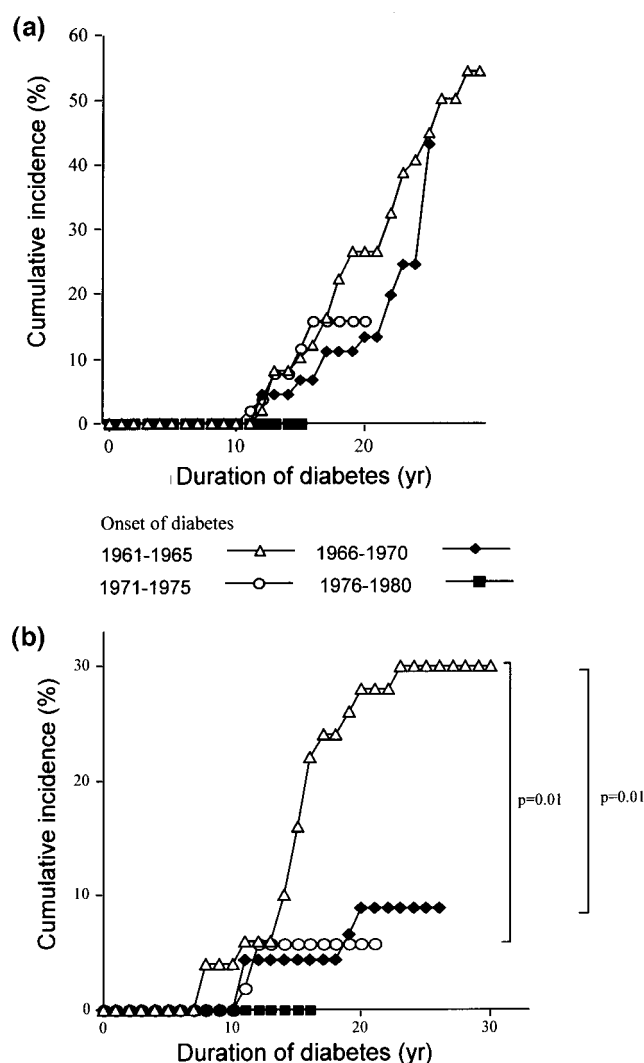 (a)
Cumulative incidence (%)
60
50
40
30
20
10
0
0 10 20
Duration of diabetes (yr)
Onset of diabetes
1961-1965 1966-1970
1971-1975 1976-1980
(b)
Cumulative incidence (%)
30
20
10
0
0 10 20 30
Duration of diabetes (yr)
p=0.01
p=0.01